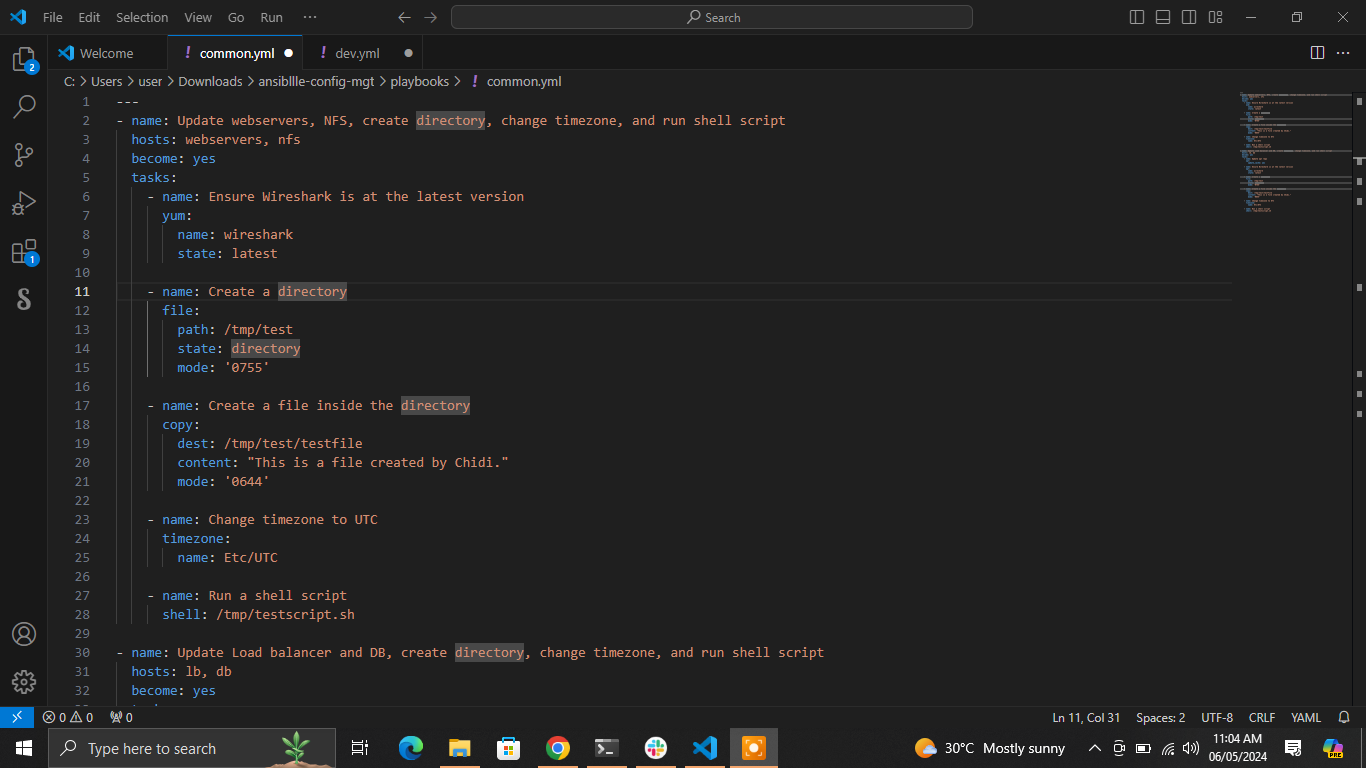 File Edit Selection View Go Run ··· Search
Welcome ! common.yml ! dev.yml
C: > Users > user > Downloads > ansiblle-config-mgt > playbooks > ! common.yml
1 ---
2 - name: Update webservers, NFS, create directory, change timezone, and run shell script
3 hosts: webservers, nfs
4 become: yes
5 tasks:
6 - name: Ensure Wireshark is at the latest version
7 yum:
8 name: wireshark
9 state: latest
10
11 - name: Create a directory
12 file:
13 path: /tmp/test
14 state: directory
15 mode: '0755'
16
17 - name: Create a file inside the directory
18 copy:
19 dest: /tmp/test/testfile
20 content: "This is a file created by Chidi."
21 mode: '0644'
22
23 - name: Change timezone to UTC
24 timezone:
25 name: Etc/UTC
26
27 - name: Run a shell script
28 shell: /tmp/testscript.sh
29
30 - name: Update Load balancer and DB, create directory, change timezone, and run shell script
31 hosts: lb, db
32 become: yes
2
1
0 0 0 Ln 11, Col 31 Spaces: 2 UTF-8 CRLF YAML
Type here to search 30°C Mostly sunny 11:04 AM
06/05/2024
PRE